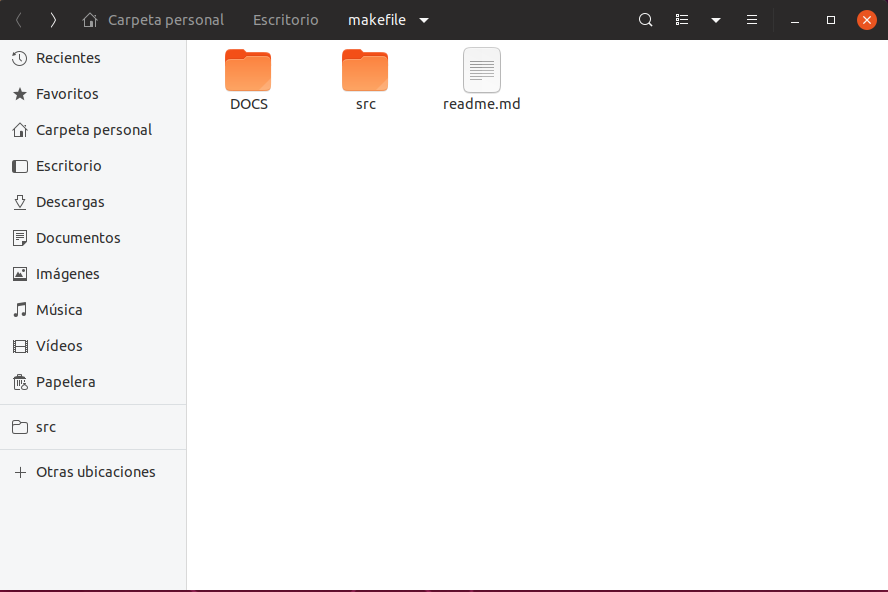 Carpeta personal Escritorio makefile
Recientes
Favoritos
Carpeta personal
Escritorio
Descargas
Documentos
Imágenes
Música
Vídeos
Papelera
src
Otras ubicaciones
DOCS src readme.md